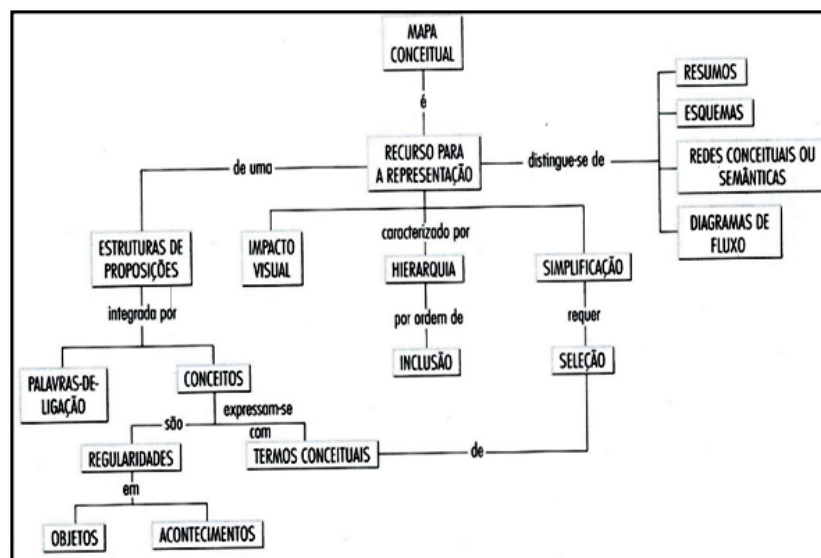 MAPA
CONCEITUAL
é
RECURSO PARA
A REPRESENTAÇÃO
de uma
distingue-se de
RESUMOS
ESQUEMAS
REDES CONCEITUAIS OU
SEMÂNTICAS
DIAGRAMAS DE
FLUXO
ESTRUTURAS DE
PROPOSIÇÕES
IMPACTO
VISUAL
caracterizado por
HIERARQUIA
SIMPLIFICAÇÃO
integrada por
por ordem de
requer
PALAVRAS-DE-
LIGAÇÃO
CONCEITOS
INCLUSÃO
SELEÇÃO
são
expressam-se
com
REGULARIDADES
TERMOS CONCEITUAIS
de
em
OBJETOS
ACONTECIMENTOS